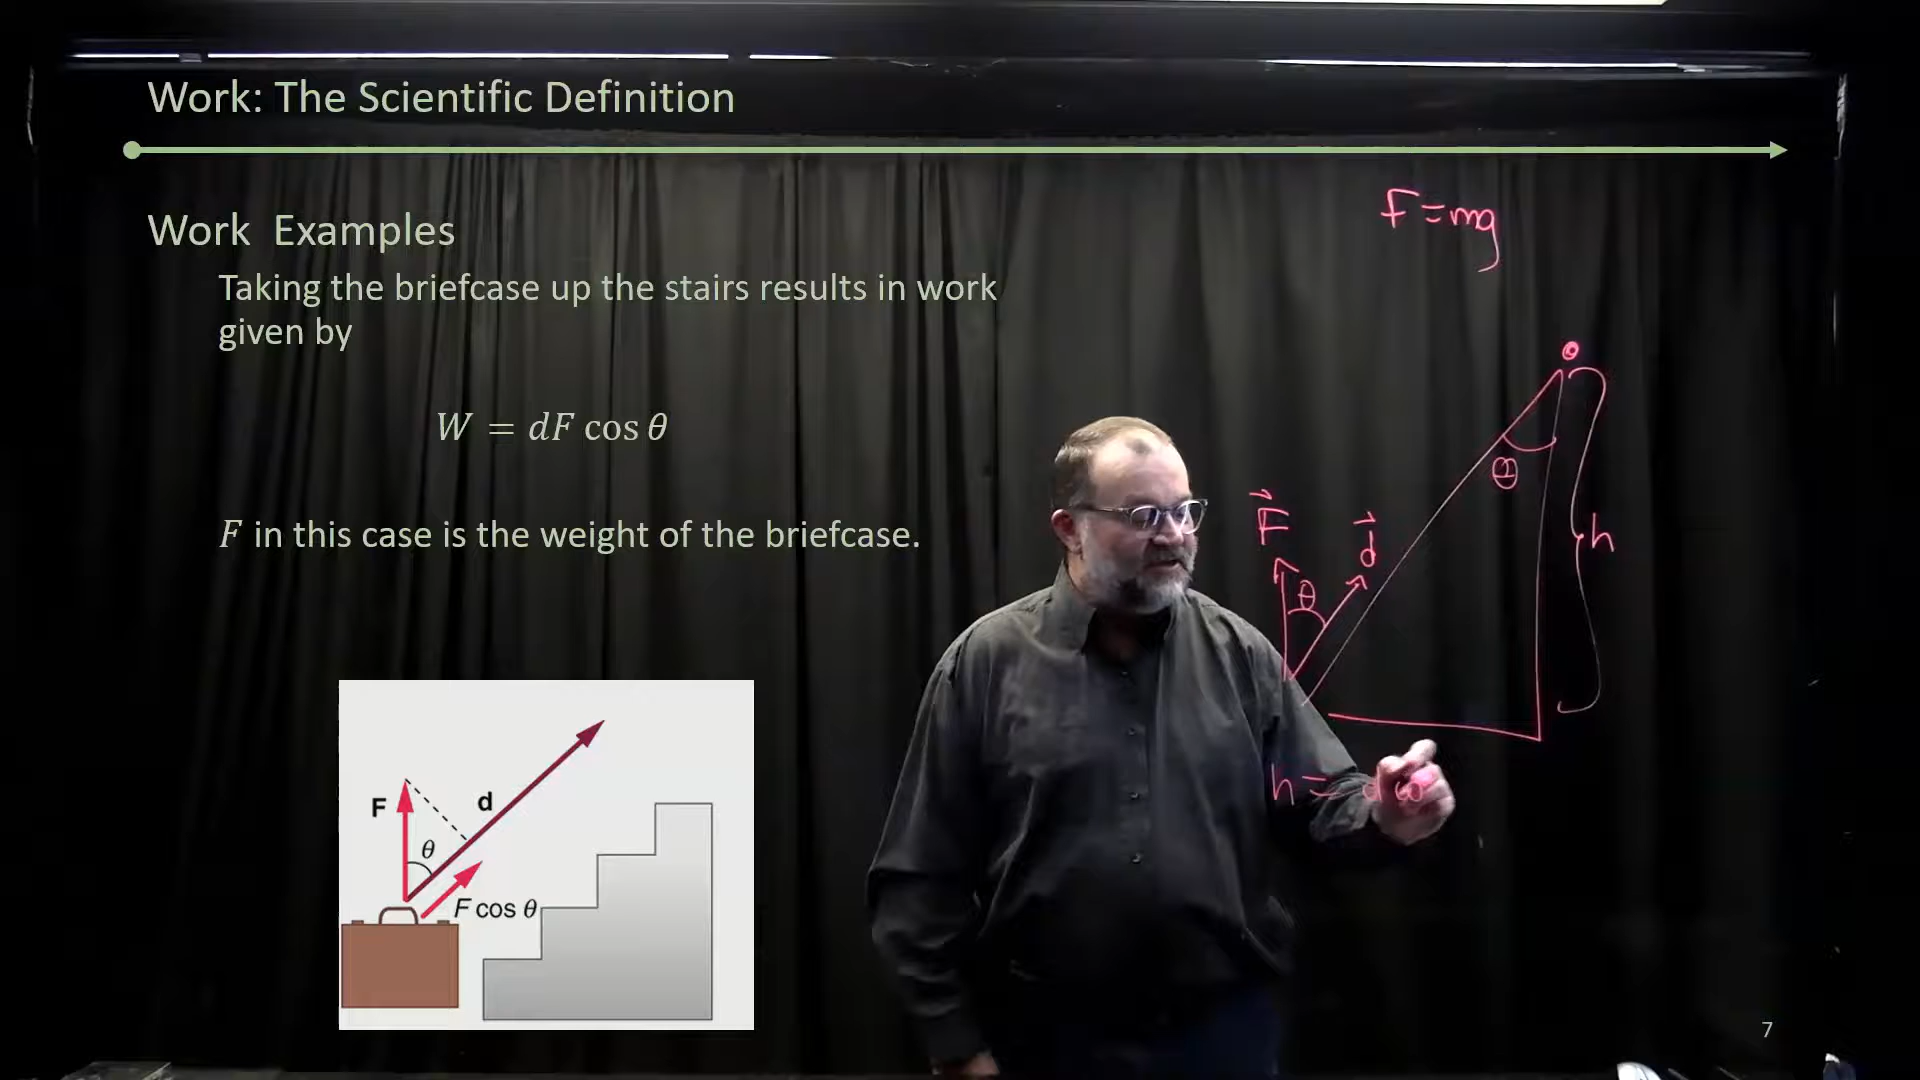 Work: The Scientific Definition
Work Examples
Taking the briefcase up the stairs results in work
given by
W = dF cos θ
F in this case is the weight of the briefcase.
F
d
θ
F cos θ
F = mg
θ
F⃗
d⃗
θ
h
h = d co
7